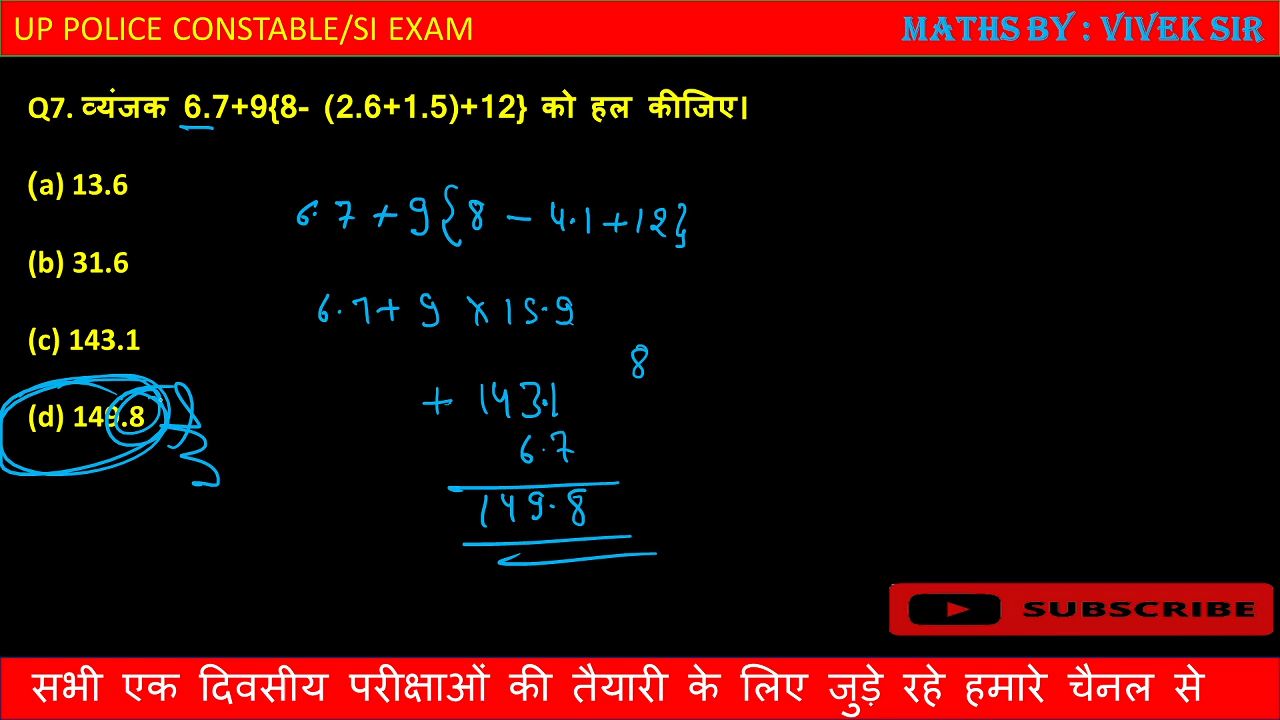 UP POLICE CONSTABLE/SI EXAM
MATHS BY : VIVEK SIR
Q7. व्यंजक 6.7+9{8- (2.6+1.5)+12} को हल कीजिए।
(a) 13.6
(b) 31.6
(c) 143.1
(d) 149.8
6.7 + 9{8 - 4.1 + 12}
6.7 + 9 × 15.9
8
+ 143.1
6.7
149.8
SUBSCRIBE
सभी एक दिवसीय परीक्षाओं की तैयारी के लिए जुड़े रहे हमारे चैनल से